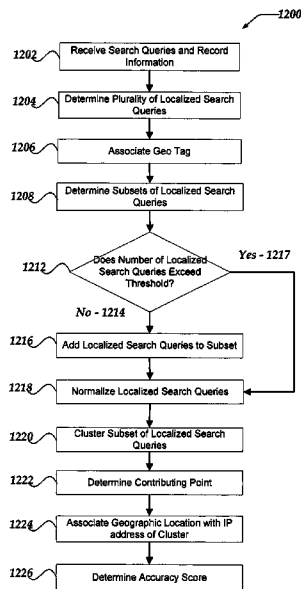 1200
1202
Receive Search Queries and Record
Information
1204
Determine Plurality of Localized Search
Queries
1206
Associate Geo Tag
1208
Determine Subsets of Localized Search
Queries
1212
Does Number of Localized
Search Queries Exceed
Threshold?
Yes - 1217
No - 1214
1216
Add Localized Search Queries to Subset
1218
Normalize Localized Search Queries
1220
Cluster Subset of Localized Search
Queries
1222
Determine Contributing Point
1224
Associate Geographic Location with IP
address of Cluster
1226
Determine Accuracy Score